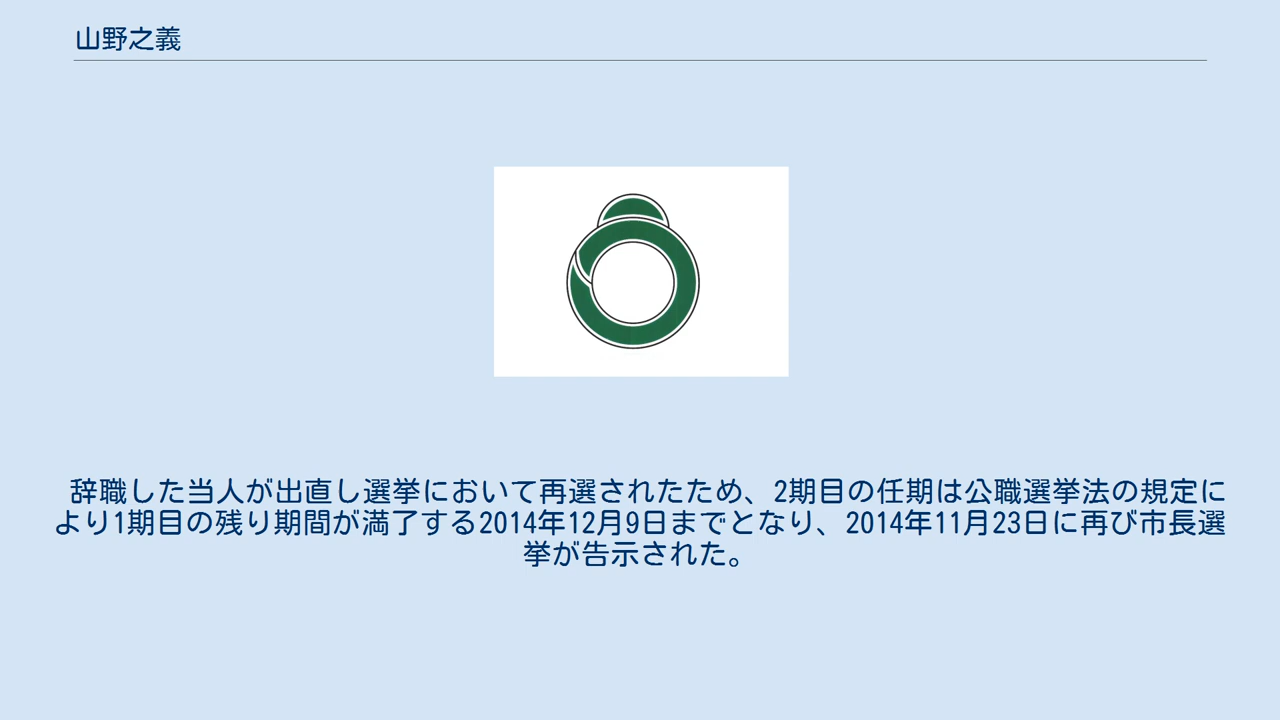 山野之義
辞職した当人が出直し選挙において再選されたため、2期目の任期は公職選挙法の規定に
より1期目の残り期間が満了する2014年12月9日までとなり、2014年11月23日に再び市長選
挙が告示された。